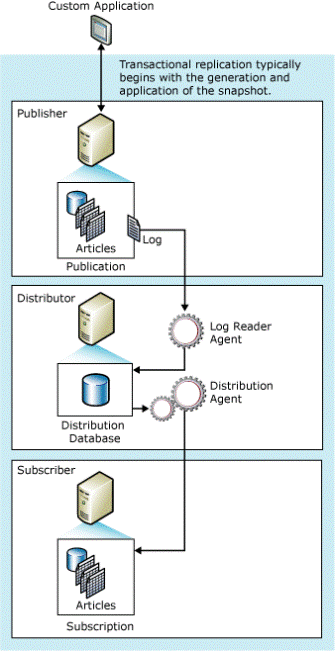 Custom Application
Transactional replication typically
begins with the generation and
application of the snapshot.
Publisher
Articles
Log
Publication
Distributor
Log Reader
Agent
Distribution
Agent
Distribution
Database
Subscriber
Articles
Subscription